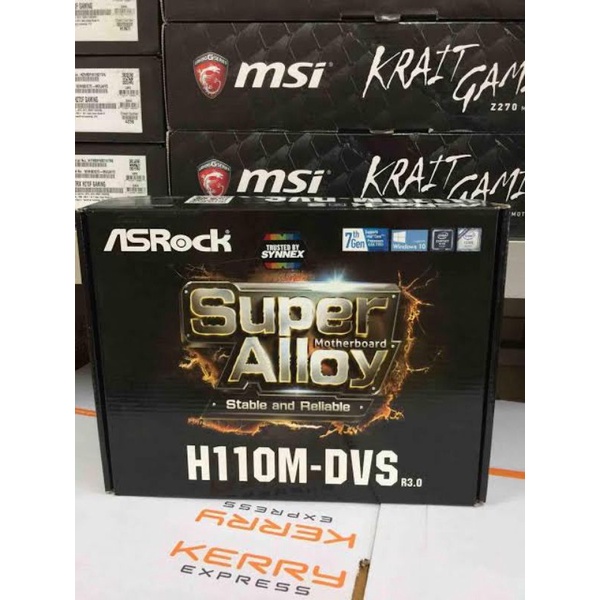 msi
KRAIT GAMI
Z270
msi
KRAIT GAMI
ASRock
TRUSTED BY
SYNNEX
7th
Gen
Windows 10
Super
Alloy
Motherboard
Stable and Reliable
H110M-DVS R3.0
KERRY
EXPRESS
KERRY
EXPRESS